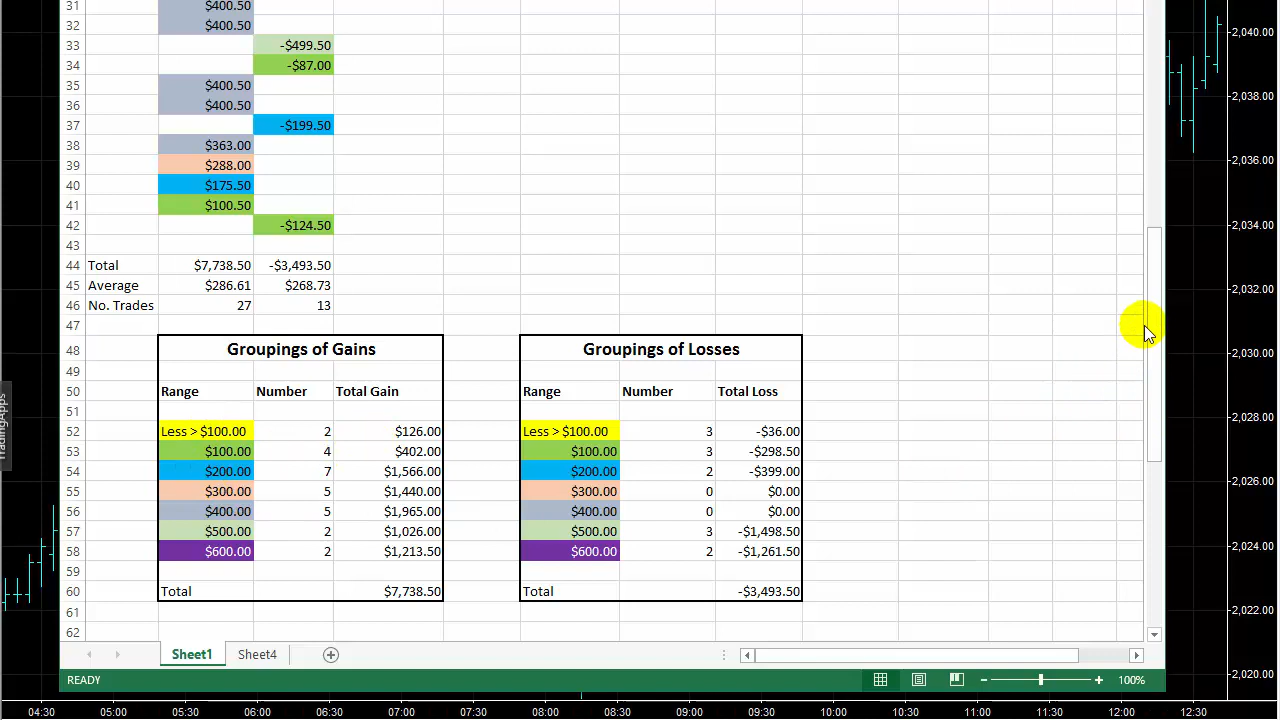 31 $400.50
32 $400.50
33 -$499.50
34 -$87.00
35 $400.50
36 $400.50
37 -$199.50
38 $363.00
39 $288.00
40 $175.50
41 $100.50
42 -$124.50
43
44 Total $7,738.50 -$3,493.50
45 Average $286.61 $268.73
46 No. Trades 27 13
47
48 Groupings of Gains Groupings of Losses
49
50 Range Number Total Gain Range Number Total Loss
51
52 Less > $100.00 2 $126.00 Less > $100.00 3 -$36.00
53 $100.00 4 $402.00 $100.00 3 -$298.50
54 $200.00 7 $1,566.00 $200.00 2 -$399.00
55 $300.00 5 $1,440.00 $300.00 0 $0.00
56 $400.00 5 $1,965.00 $400.00 0 $0.00
57 $500.00 2 $1,026.00 $500.00 3 -$1,498.50
58 $600.00 2 $1,213.50 $600.00 2 -$1,261.50
59
60 Total $7,738.50 Total -$3,493.50
61
62
Sheet1 Sheet4
READY 100%
TradingApps
2,040.00
2,038.00
2,036.00
2,034.00
2,032.00
2,030.00
2,028.00
2,026.00
2,024.00
2,022.00
2,020.00
04:30 05:00 05:30 06:00 06:30 07:00 07:30 08:00 08:30 09:00 09:30 10:00 10:30 11:00 11:30 12:00 12:30